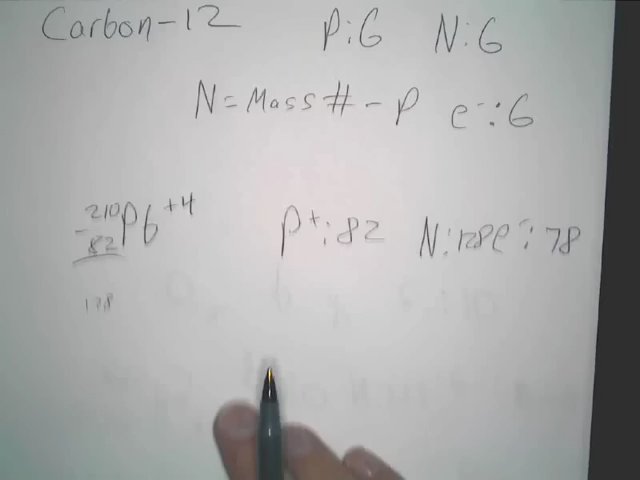 Carbon-12 P:6 N:6
N = Mass # - P e-:6
210 Pb +4 P+: 82 N:128 e-: 78
- 82
128